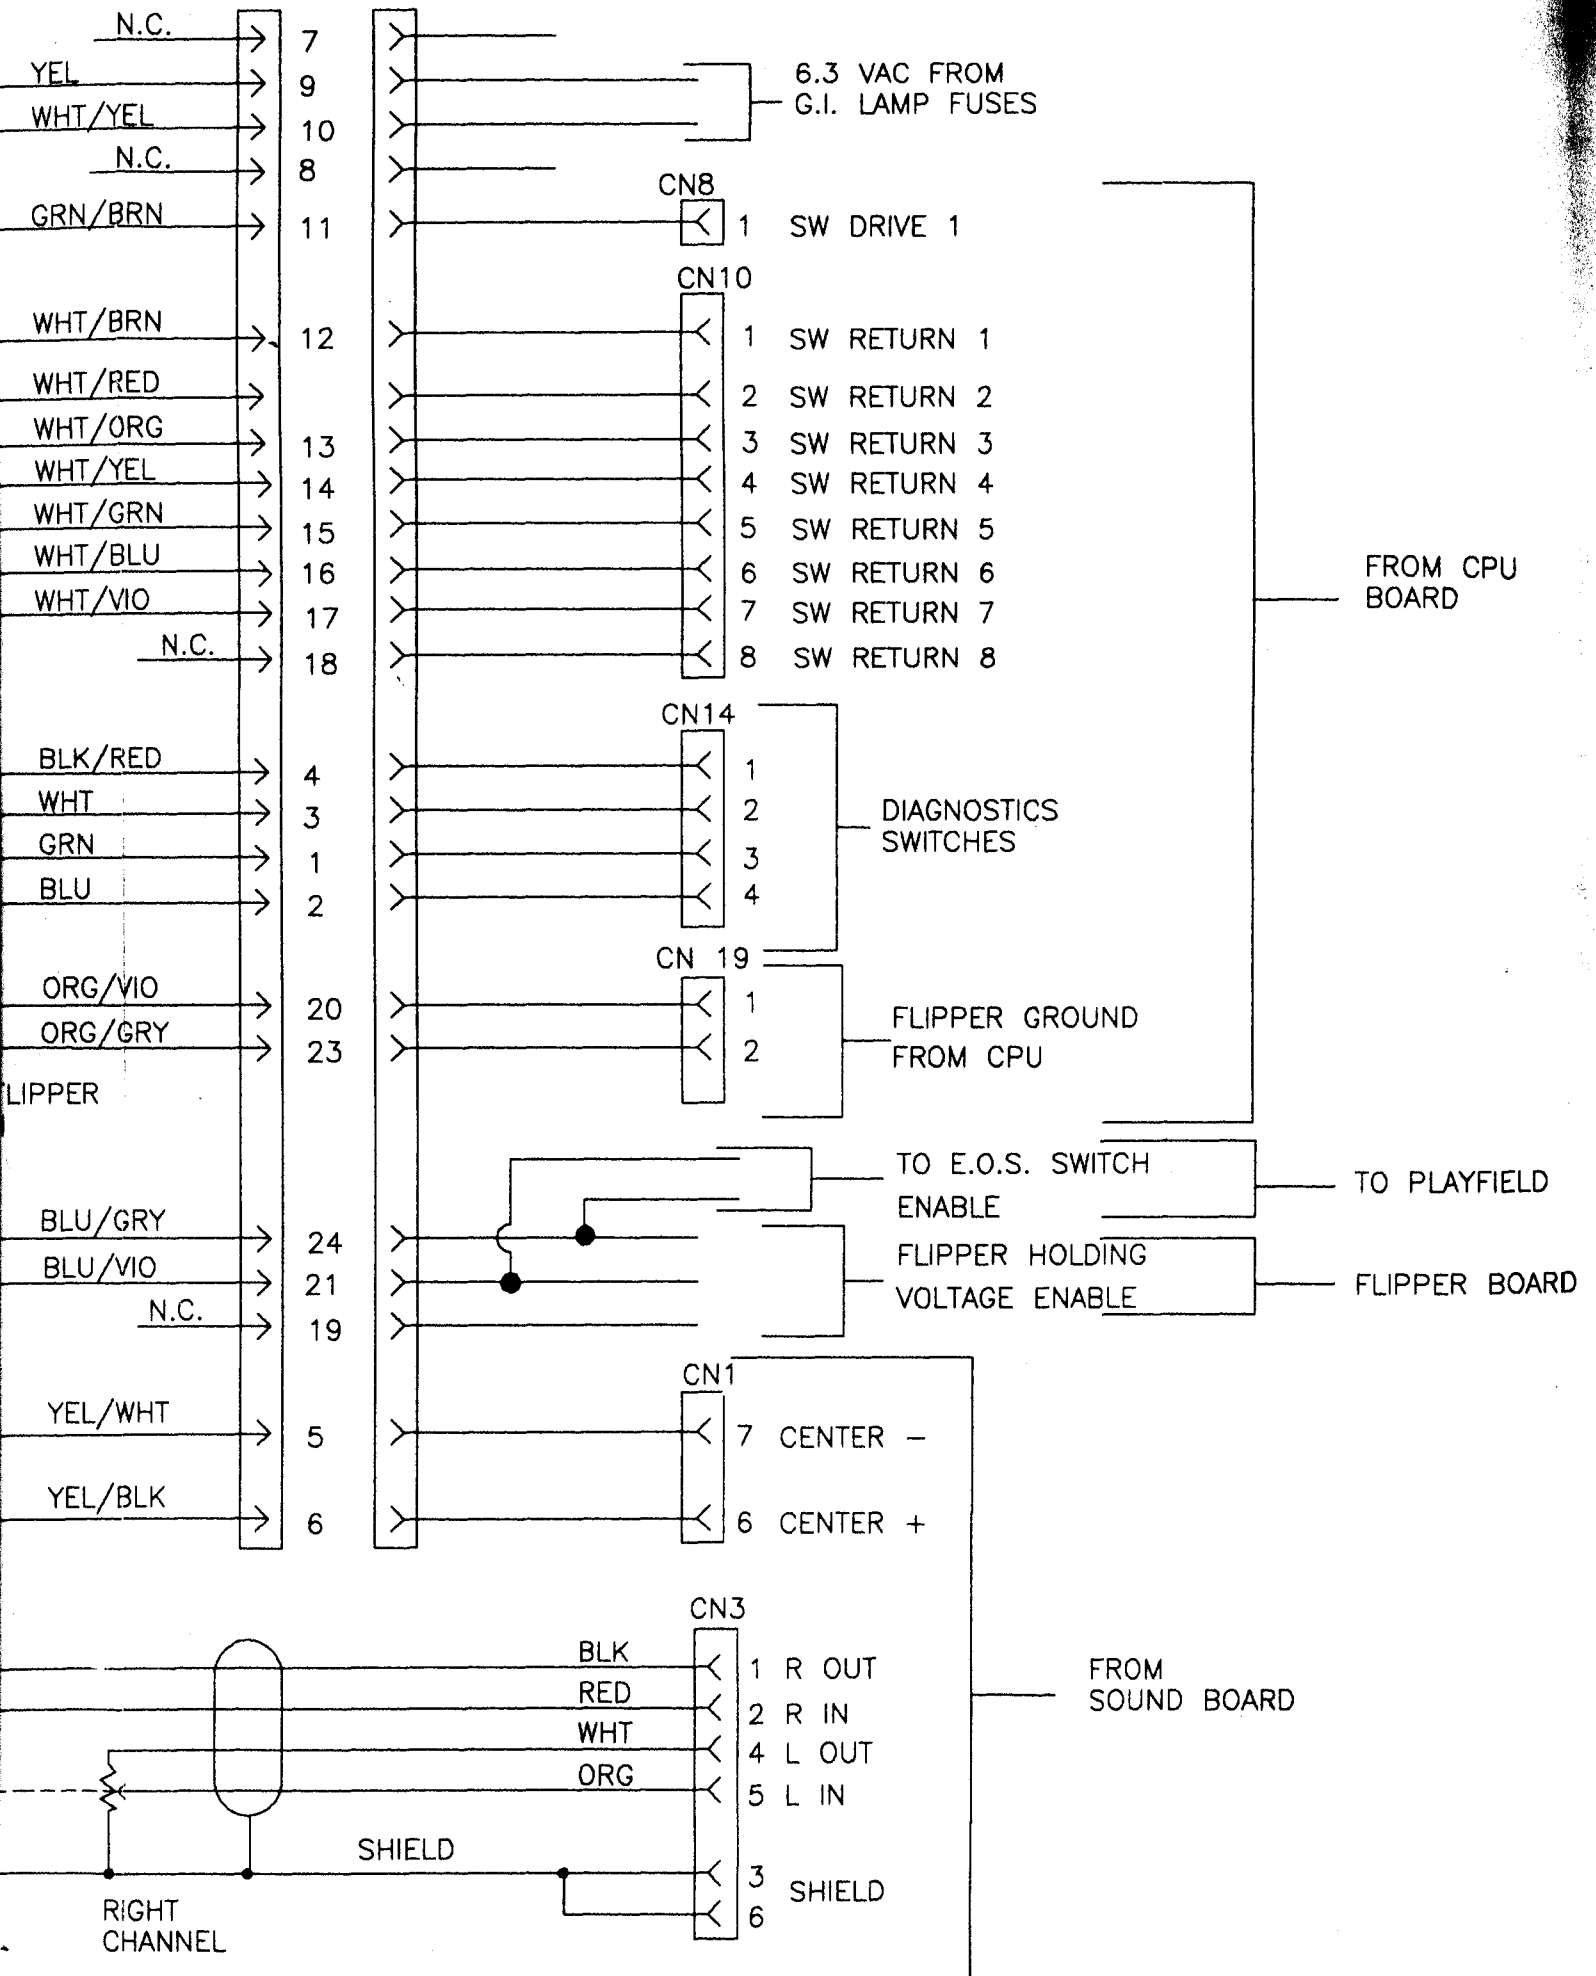 N.C. 7
YEL 9
6.3 VAC FROM
G.I. LAMP FUSES
WHT/YEL 10
N.C. 8
CN8
GRN/BRN 11 1 SW DRIVE 1
CN10
WHT/BRN 12 1 SW RETURN 1
WHT/RED 2 SW RETURN 2
WHT/ORG 13 3 SW RETURN 3
WHT/YEL 14 4 SW RETURN 4
WHT/GRN 15 5 SW RETURN 5
WHT/BLU 16 6 SW RETURN 6
WHT/VIO 17 7 SW RETURN 7
N.C. 18 8 SW RETURN 8
FROM CPU
BOARD
CN14
BLK/RED 4 1
WHT 3 2
GRN 1 3
BLU 2 4
DIAGNOSTICS
SWITCHES
CN 19
ORG/VIO 20 1
ORG/GRY 23 2
FLIPPER GROUND
FROM CPU
LIPPER
TO E.O.S. SWITCH
ENABLE
TO PLAYFIELD
BLU/GRY 24
BLU/VIO 21
N.C. 19
FLIPPER HOLDING
VOLTAGE ENABLE
FLIPPER BOARD
CN1
YEL/WHT 5 7 CENTER -
YEL/BLK 6 6 CENTER +
CN3
BLK 1 R OUT
RED 2 R IN
WHT 4 L OUT
ORG 5 L IN
FROM
SOUND BOARD
SHIELD 3
SHIELD
6
RIGHT
CHANNEL